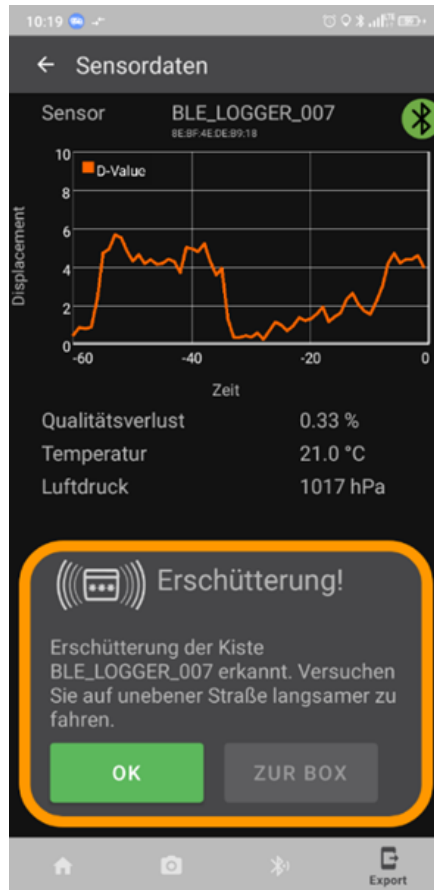 10:19
Sensordaten
Sensor BLE_LOGGER_007
8E:BF:4E:DE:B9:18
D-Value
Displacement
10
8
6
4
2
0
-60 -40 -20 0
Zeit
Qualitätsverlust 0.33 %
Temperatur 21.0 °C
Luftdruck 1017 hPa
Erschütterung!
Erschütterung der Kiste
BLE_LOGGER_007 erkannt. Versuchen
Sie auf unebener Straße langsamer zu
fahren.
OK ZUR BOX
Export